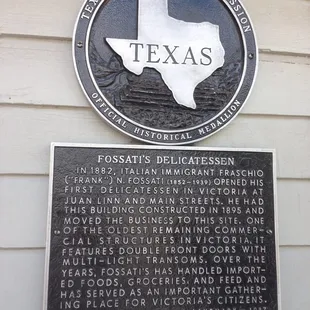 TEXAS
TEXAS
OFFICIAL HISTORICAL MEDALLION
FOSSATI'S DELICATESSEN
IN 1882, ITALIAN IMMIGRANT FRASCHIO
("FRANK") N. FOSSATI (1852-1939) OPENED HIS
FIRST DELICATESSEN IN VICTORIA AT
JUAN LINN AND MAIN STREETS. HE HAD
THIS BUILDING CONSTRUCTED IN 1895 AND
MOVED THE BUSINESS TO THIS SITE. ONE
OF THE OLDEST REMAINING COMMER-
CIAL STRUCTURES IN VICTORIA, IT
FEATURES DOUBLE FRONT DOORS WITH
MULTI-LIGHT TRANSOMS. OVER THE
YEARS, FOSSATI'S HAS HANDLED IMPORT-
ED FOODS, GROCERIES, AND FEED AND
HAS SERVED AS AN IMPORTANT GATHER-
ING PLACE FOR VICTORIA'S CITIZENS.